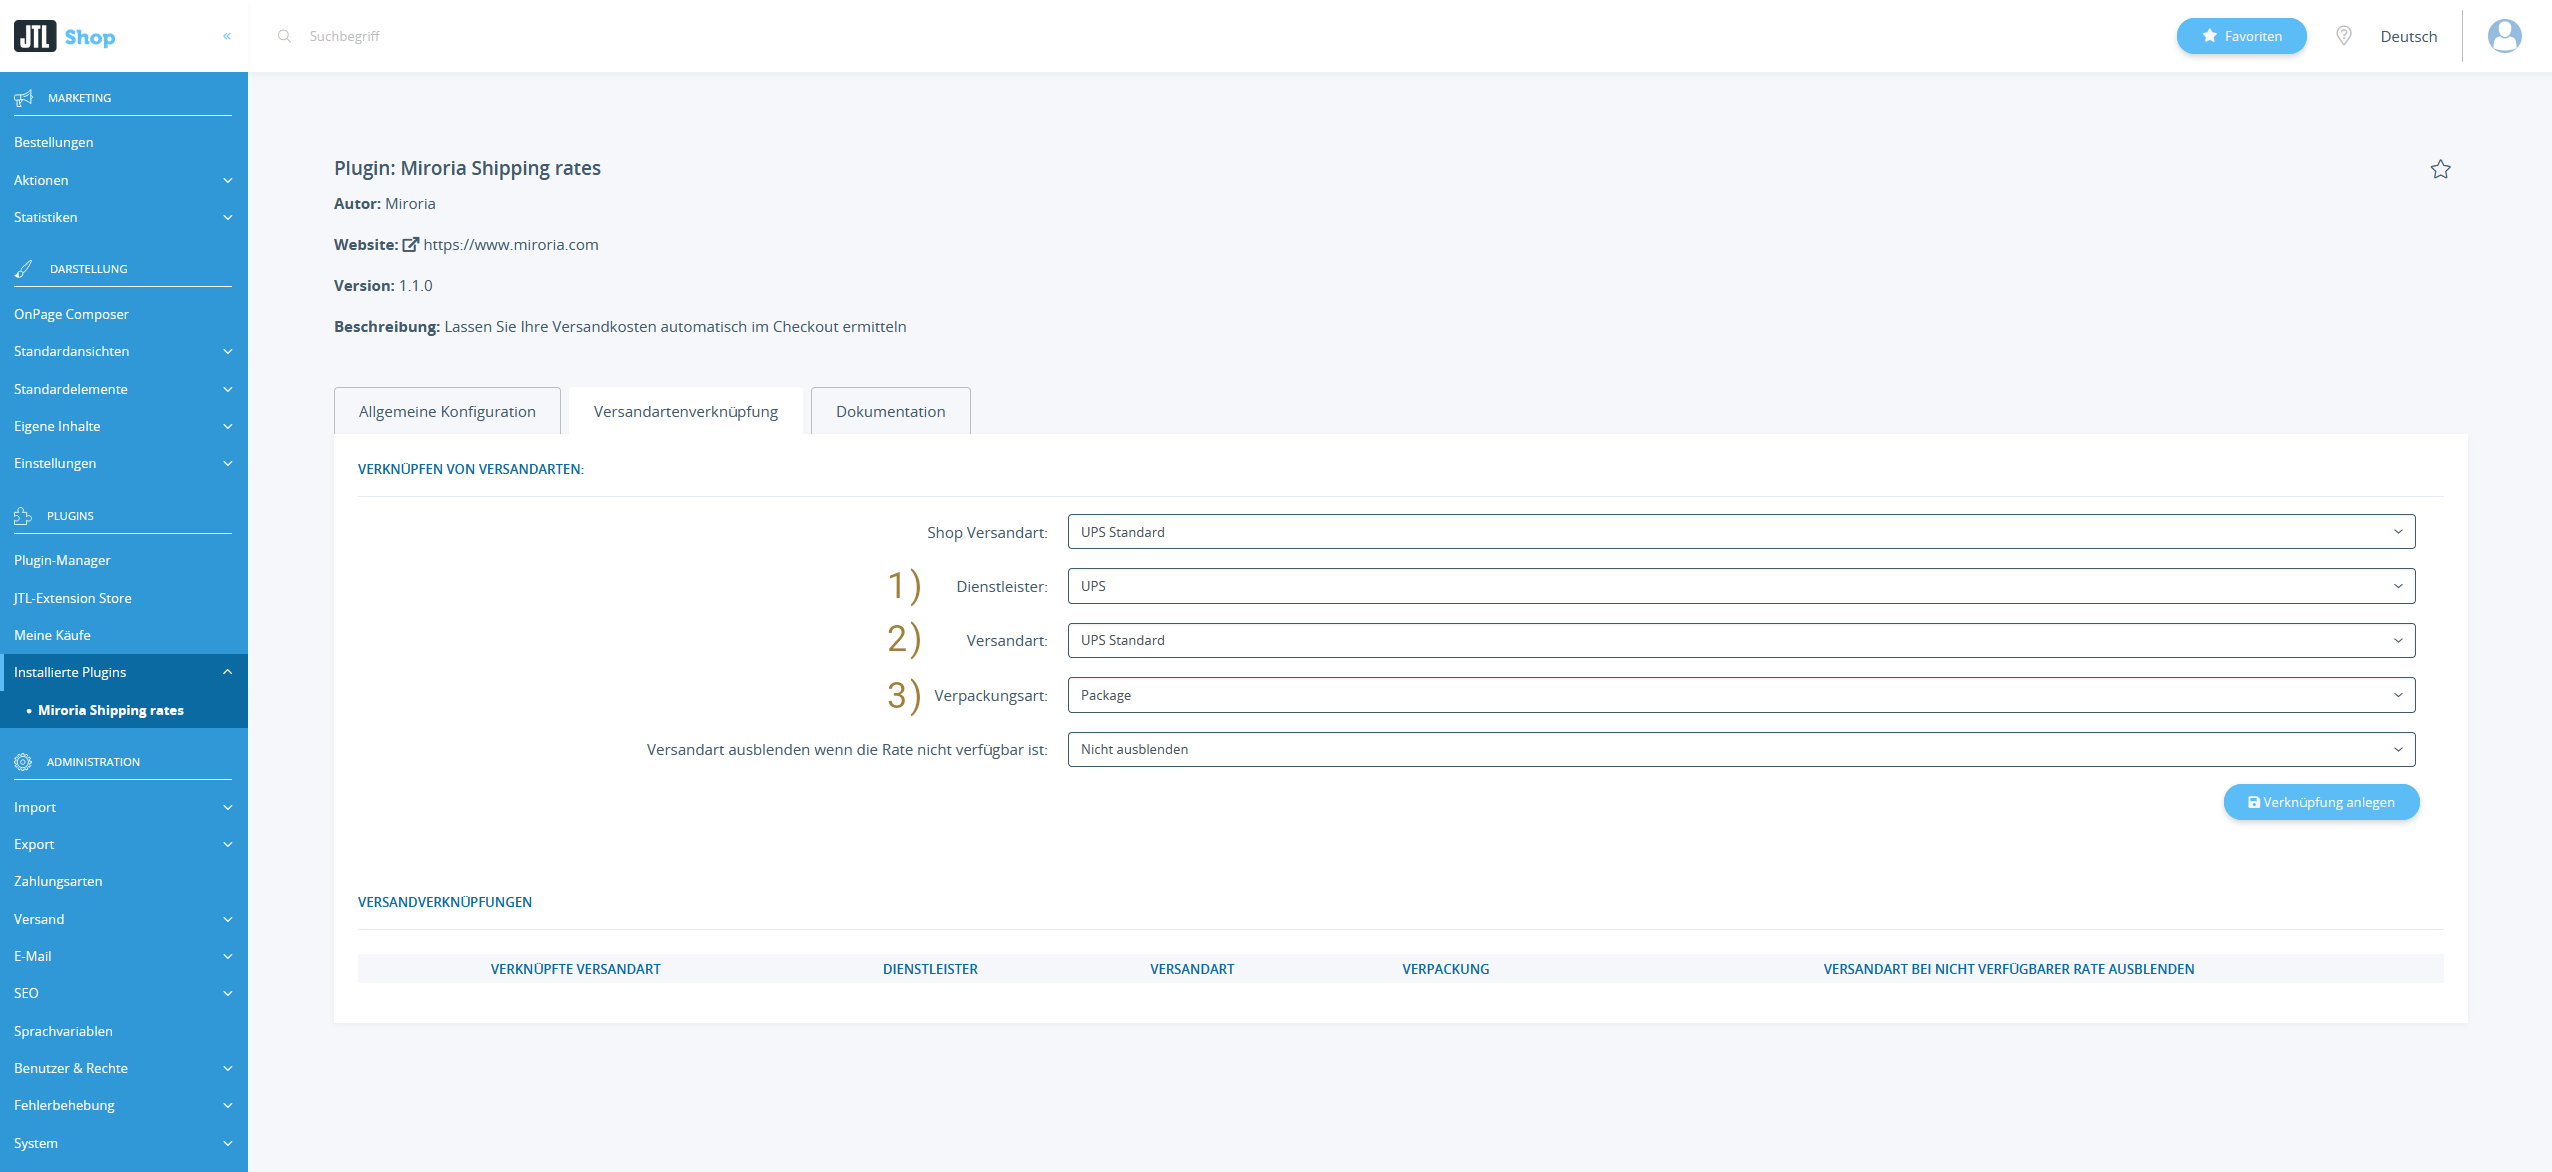 JTL Shop
«
Suchbegriff
Favoriten
Deutsch
MARKETING
Bestellungen
Aktionen
Statistiken
DARSTELLUNG
OnPage Composer
Standardansichten
Standardelemente
Eigene Inhalte
Einstellungen
PLUGINS
Plugin-Manager
JTL-Extension Store
Meine Käufe
Installierte Plugins
• Miroria Shipping rates
ADMINISTRATION
Import
Export
Zahlungsarten
Versand
E-Mail
SEO
Sprachvariablen
Benutzer & Rechte
Fehlerbehebung
System
Plugin: Miroria Shipping rates
Autor: Miroria
Website: https://www.miroria.com
Version: 1.1.0
Beschreibung: Lassen Sie Ihre Versandkosten automatisch im Checkout ermitteln
Allgemeine Konfiguration Versandartenverknüpfung Dokumentation
VERKNÜPFEN VON VERSANDARTEN:
Shop Versandart: UPS Standard
1) Dienstleister: UPS
2) Versandart: UPS Standard
3) Verpackungsart: Package
Versandart ausblenden wenn die Rate nicht verfügbar ist: Nicht ausblenden
Verknüpfung anlegen
VERSANDVERKNÜPFUNGEN
VERKNÜPFTE VERSANDART DIENSTLEISTER VERSANDART VERPACKUNG VERSANDART BEI NICHT VERFÜGBARER RATE AUSBLENDEN